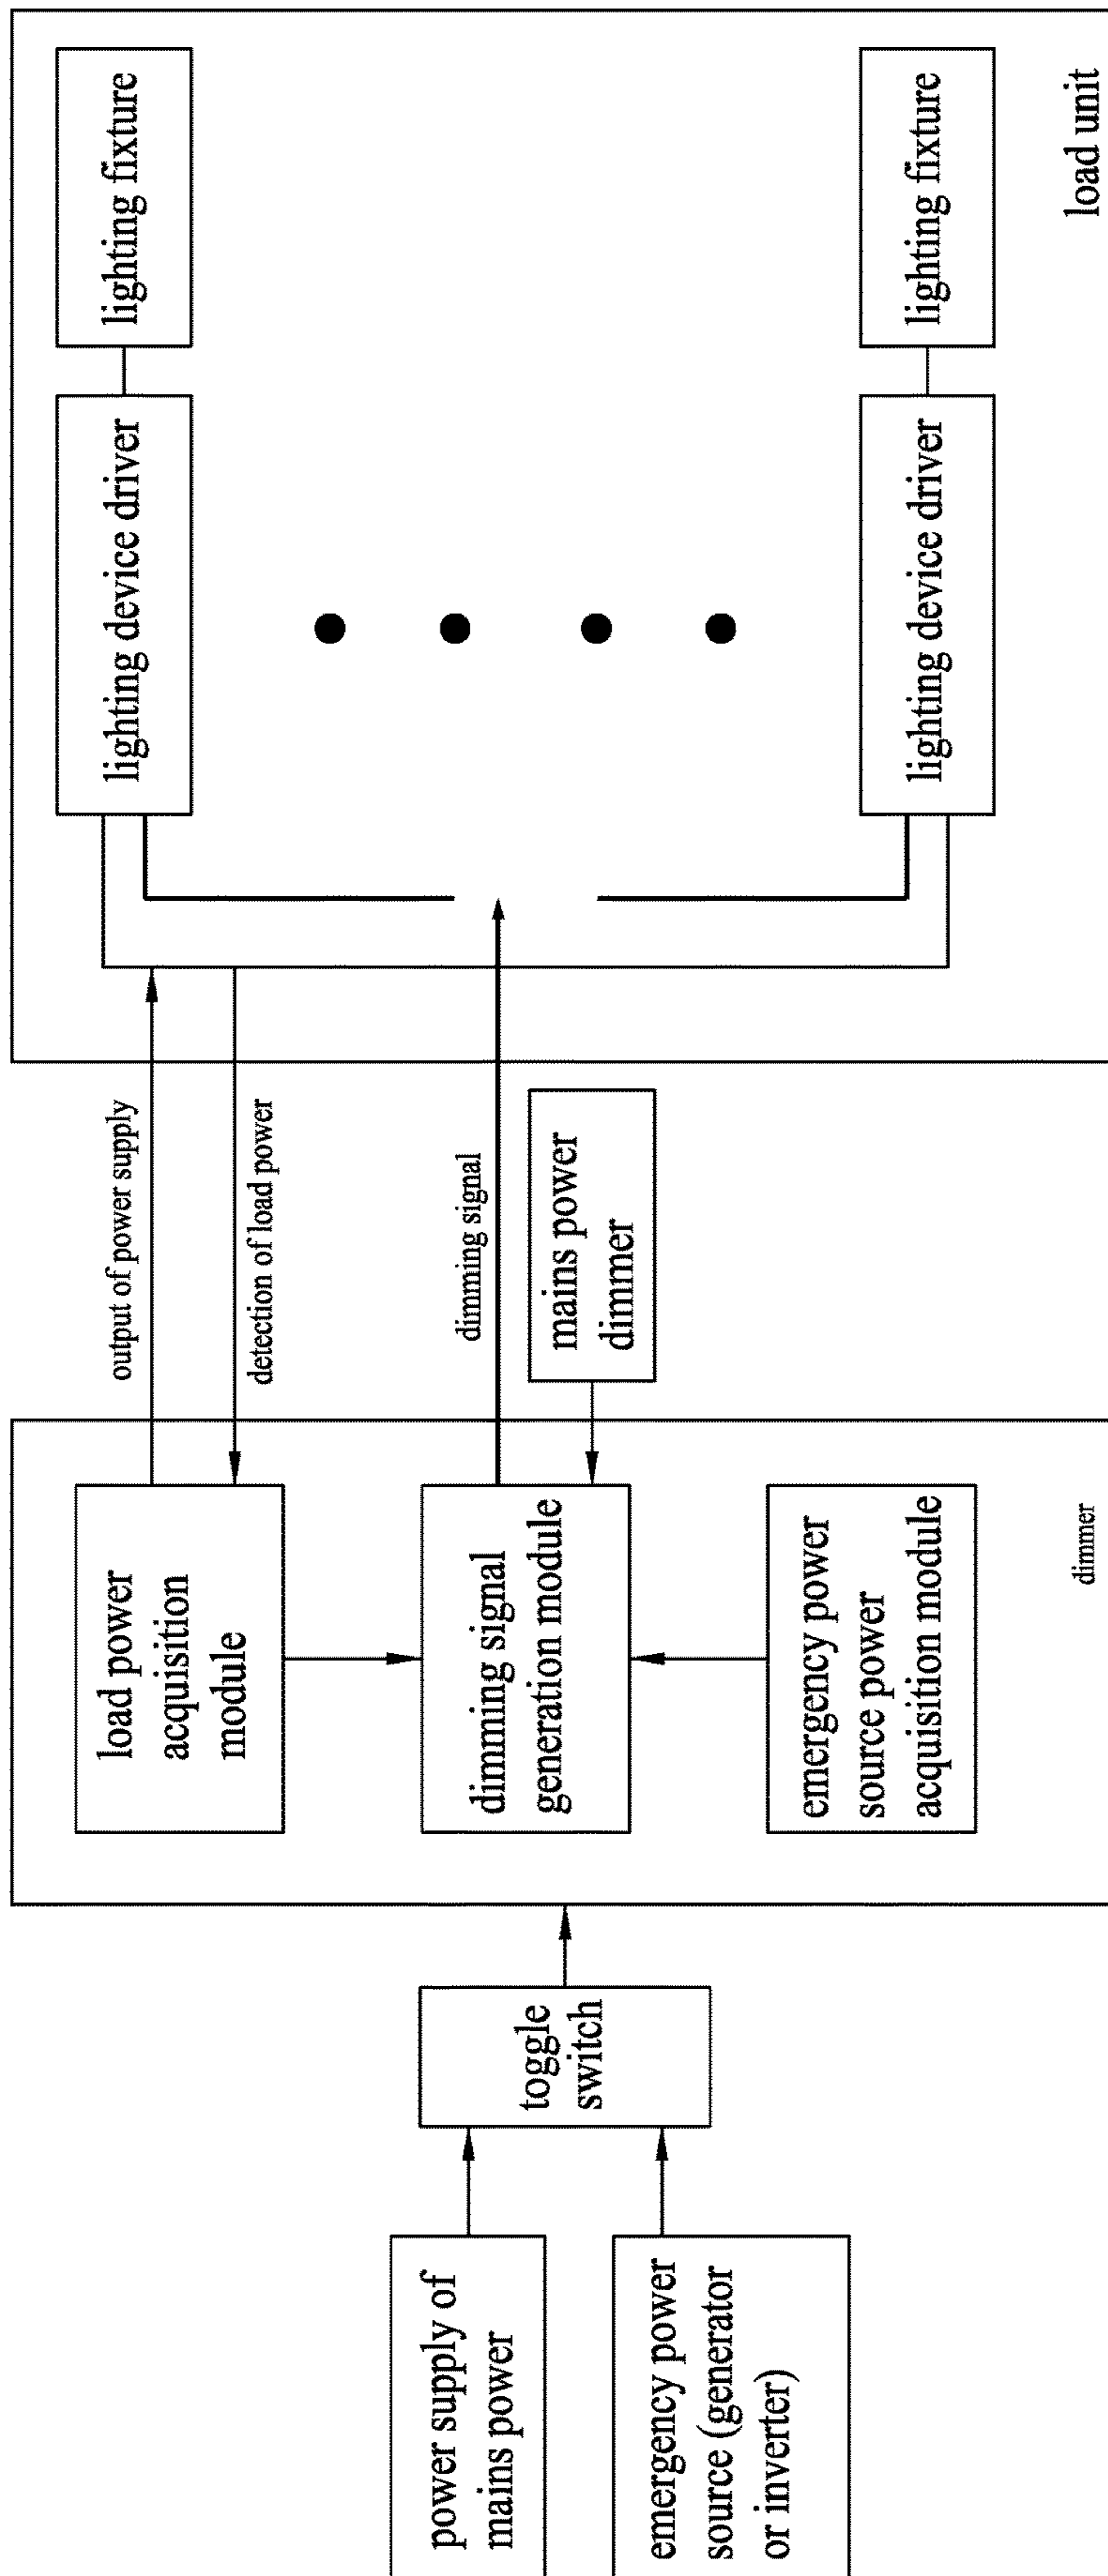 power supply of
mains power
emergency power
source (generator
or inverter)
toggle
switch
load power
acquisition
module
dimming signal
generation module
emergency power
source power
acquisition module
dimmer
output of power supply
detection of load power
dimming signal
mains power
dimmer
lighting device driver
lighting fixture
lighting device driver
lighting fixture
load unit